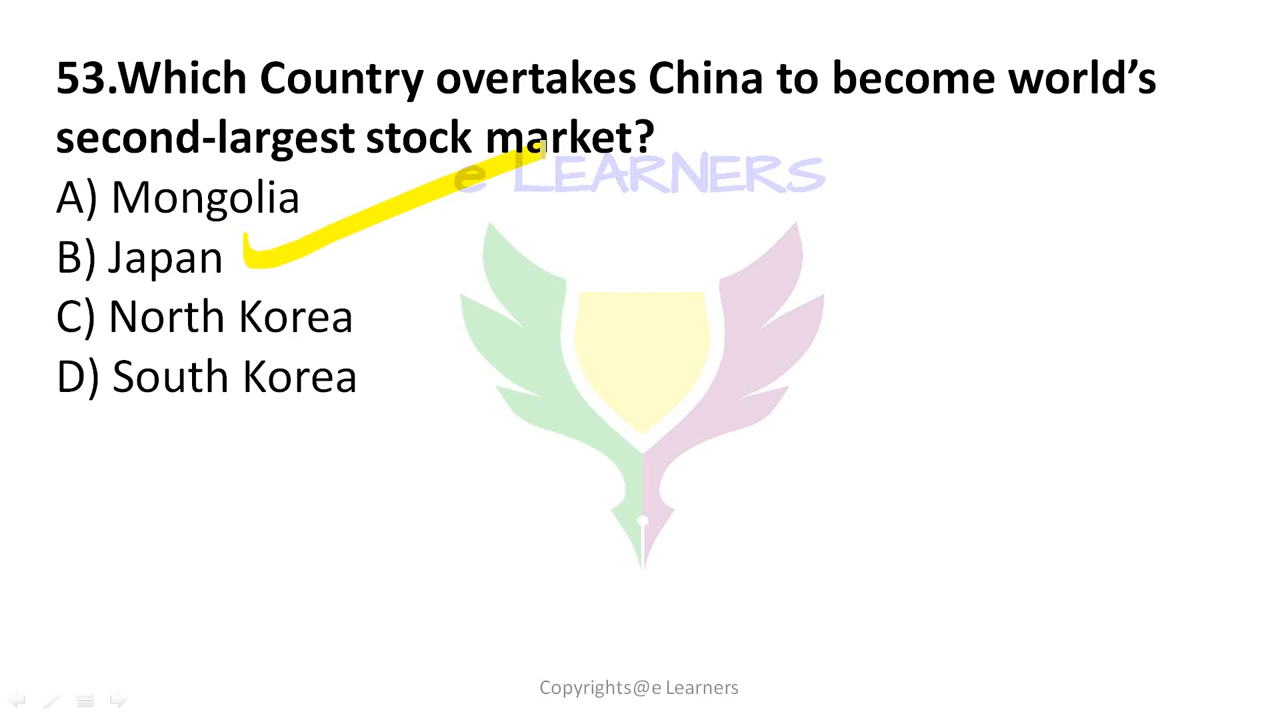 53.Which Country overtakes China to become world’s
second-largest stock market?
e LEARNERS
A) Mongolia
B) Japan
C) North Korea
D) South Korea
Copyrights@e Learners